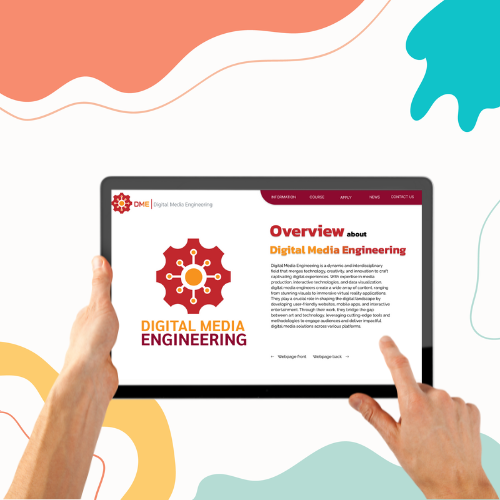 DME | Digital Media Engineering
INFORMATION COURSE APPLY NEWS CONTACT US
Overview about
Digital Media Engineering
Digital Media Engineering is a dynamic and interdisciplinary
field that merges technology, creativity, and innovation to craft
captivating digital experiences. With expertise in media
production, interactive technologies, and data visualization
digital media engineers create a wide array of content, ranging
from stunning visuals to immersive virtual reality applications.
They play a crucial role in shaping the digital landscape by
developing user-friendly websites, mobile apps, and interactive
entertainment. Through their work, they bridge the gap
between art and technology, leveraging cutting-edge tools and
methodologies to engage audiences and deliver impactful
digital media solutions across various platforms.
DIGITAL MEDIA
ENGINEERING
← Webpage front Webpage back →